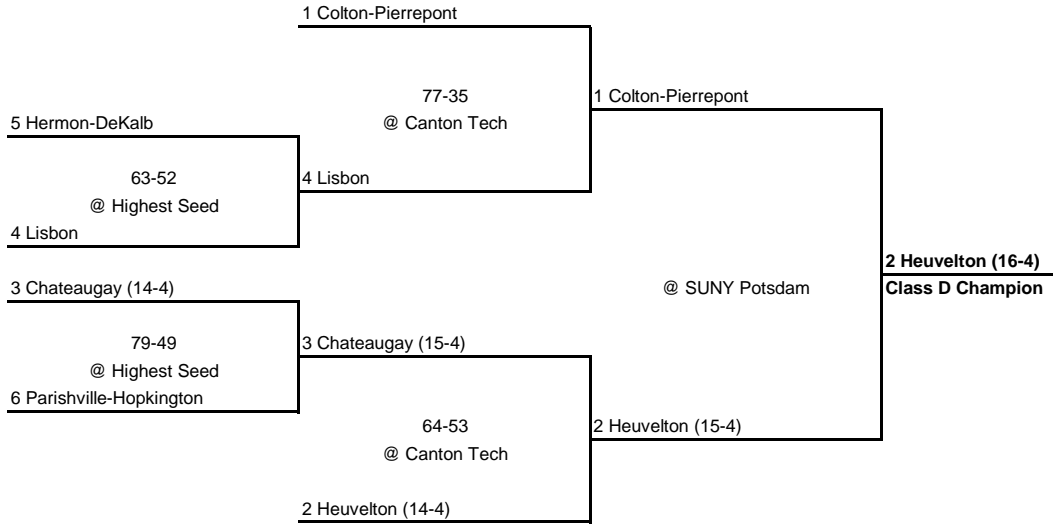 1 Colton-Pierrepont
77-35
@ Canton Tech
1 Colton-Pierrepont
5 Hermon-DeKalb
63-52
@ Highest Seed
4 Lisbon
4 Lisbon
2 Heuvelton (16-4)
Class D Champion
@ SUNY Potsdam
3 Chateaugay (14-4)
79-49
@ Highest Seed
3 Chateaugay (15-4)
6 Parishville-Hopkington
64-53
@ Canton Tech
2 Heuvelton (15-4)
2 Heuvelton (14-4)